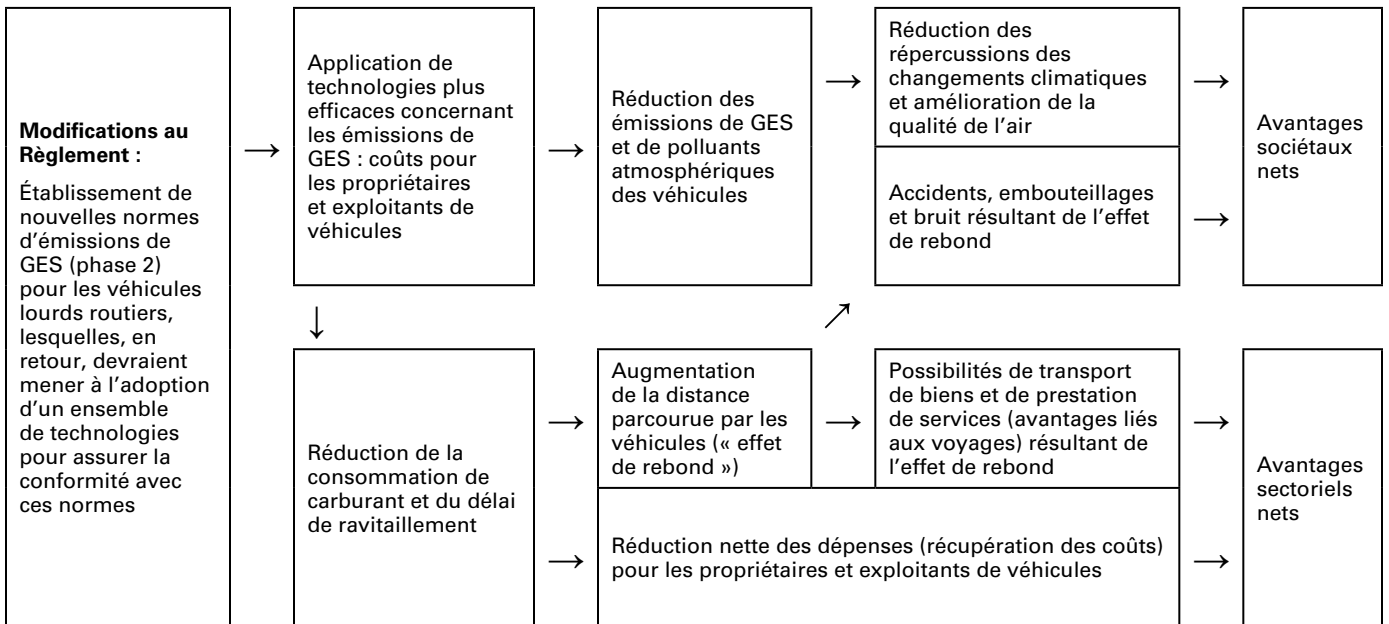 Modifications au
Règlement :
Établissement de
nouvelles normes
d’émissions de
GES (phase 2)
pour les véhicules
lourds routiers,
lesquelles, en
retour, devraient
mener à l’adoption
d’un ensemble
de technologies
pour assurer la
conformité avec
ces normes
→
Application de
technologies plus
efficaces concernant
les émissions de
GES : coûts pour
les propriétaires
et exploitants de
véhicules
→
Réduction des
émissions de GES
et de polluants
atmosphériques
des véhicules
→
Réduction des
répercussions des
changements climatiques
et amélioration de la
qualité de l’air
→
Accidents, embouteillages
et bruit résultant de l’effet
de rebond
→
Avantages
sociétaux
nets
↓
↗
Réduction de la
consommation de
carburant et du délai
de ravitaillement
→
Augmentation
de la distance
parcourue par les
véhicules (« effet
de rebond »)
→
Possibilités de transport
de biens et de prestation
de services (avantages liés
aux voyages) résultant de
l’effet de rebond
→
→
Réduction nette des dépenses (récupération des coûts)
pour les propriétaires et exploitants de véhicules
→
Avantages
sectoriels
nets